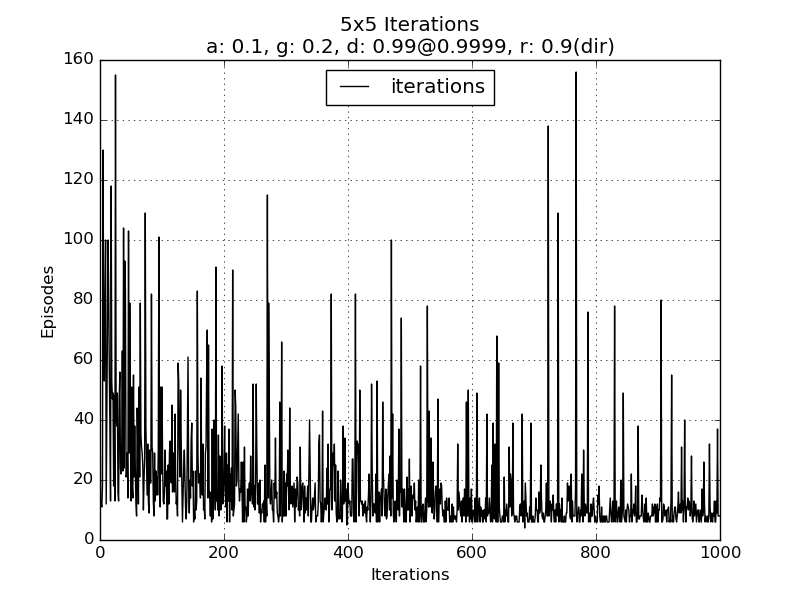 5x5 Iterations
a: 0.1, g: 0.2, d: 0.99@0.9999, r: 0.9(dir)
iterations
160
140
120
100
80
60
40
20
0
Episodes
0 200 400 600 800 1000
Iterations